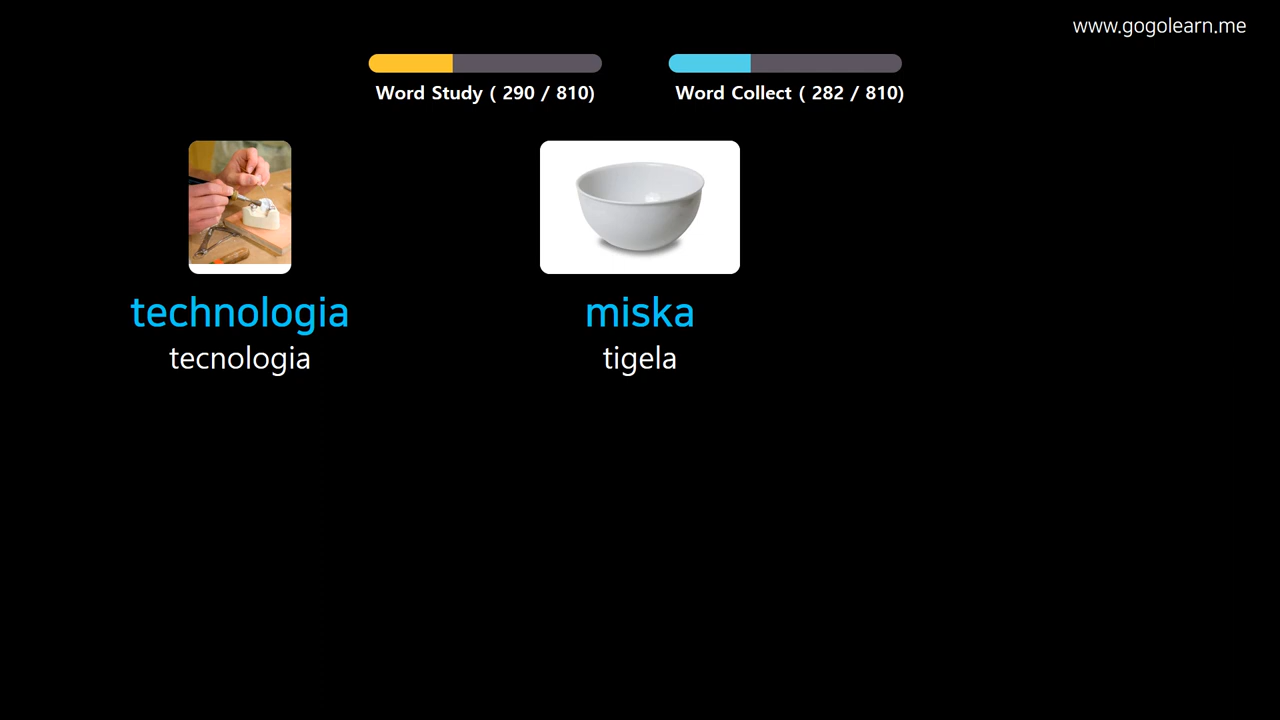 www.gogolearn.me
Word Study ( 290 / 810)
Word Collect ( 282 / 810)
technologia
tecnologia
miska
tigela